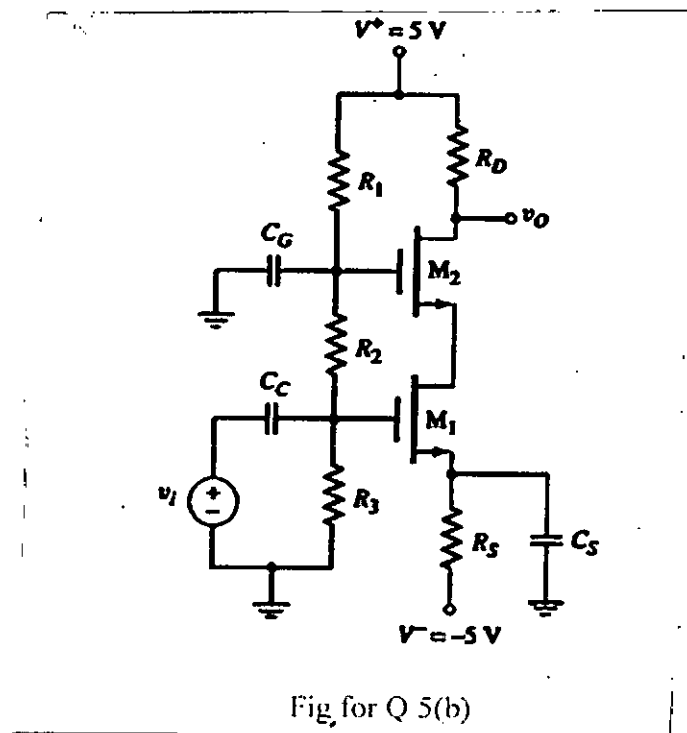 V⁺ = 5 V
R₁
R_D
v_O
C_G
M₂
R₂
C_C
M₁
v_i
R₃
R_S
C_S
V⁻ = −5 V
Fig for Q 5(b)